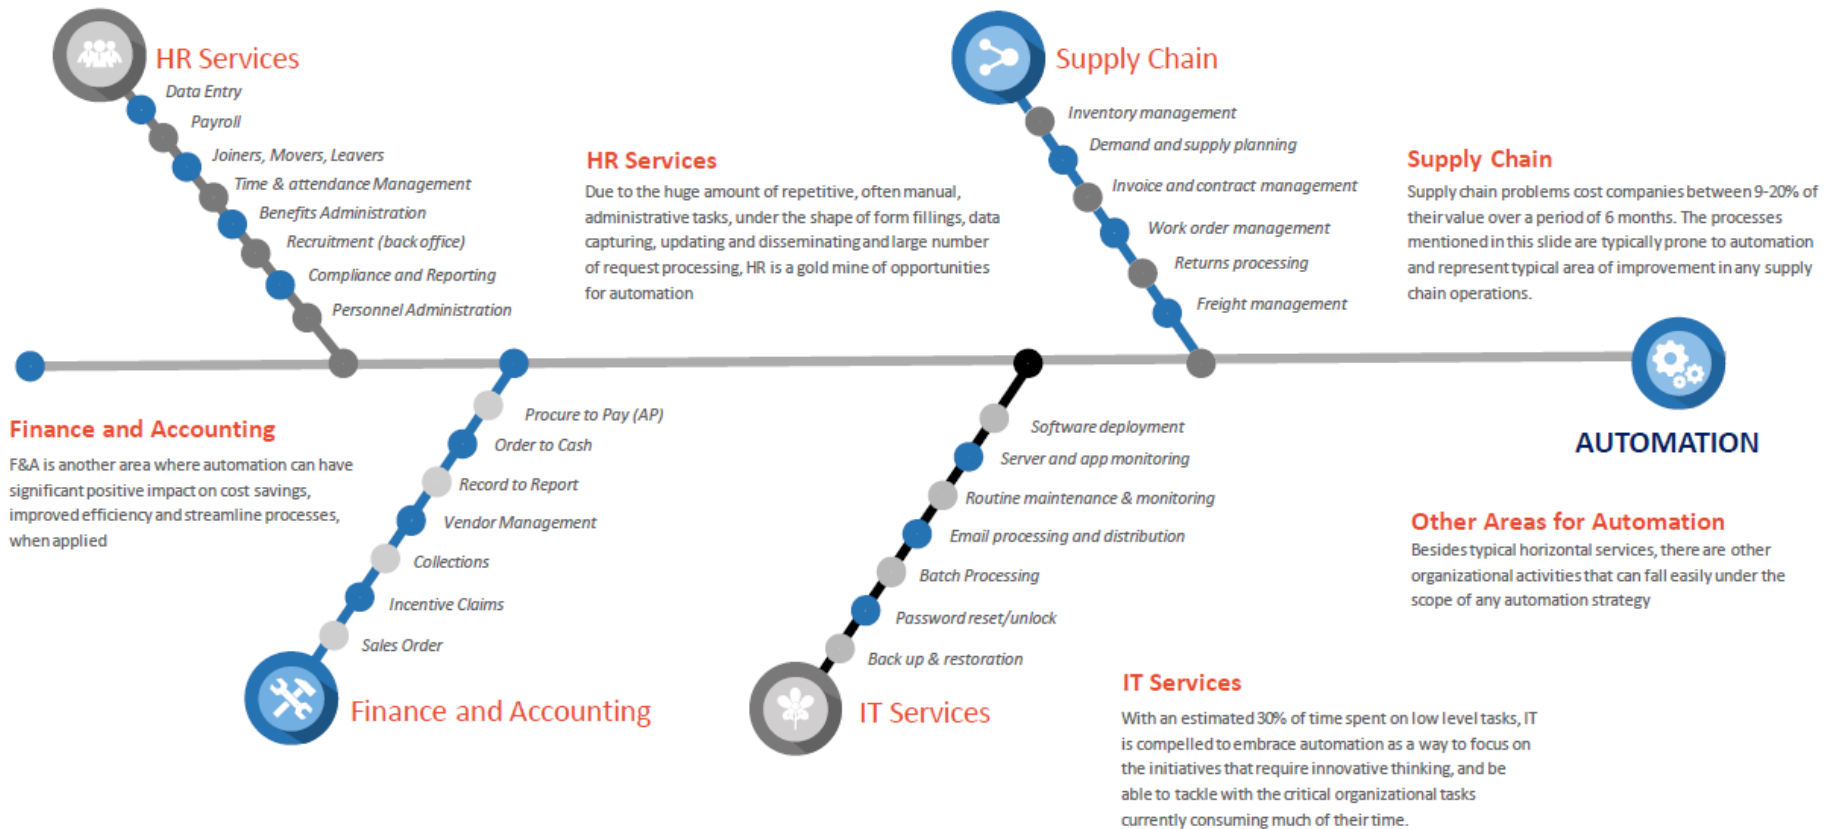 HR Services
Data Entry
Payroll
Joiners, Movers, Leavers
Time & attendance Management
Benefits Administration
Recruitment (back office)
Compliance and Reporting
Personnel Administration
HR Services
Due to the huge amount of repetitive, often manual,
administrative tasks, under the shape of form fillings, data
capturing, updating and disseminating and large number
of request processing, HR is a gold mine of opportunities
for automation
Supply Chain
Inventory management
Demand and supply planning
Invoice and contract management
Work order management
Returns processing
Freight management
Supply Chain
Supply chain problems cost companies between 9-20% of
their value over a period of 6 months. The processes
mentioned in this slide are typically prone to automation
and represent typical area of improvement in any supply
chain operations.
AUTOMATION
Finance and Accounting
F&A is another area where automation can have
significant positive impact on cost savings,
improved efficiency and streamline processes,
when applied
Procure to Pay (AP)
Order to Cash
Record to Report
Vendor Management
Collections
Incentive Claims
Sales Order
Finance and Accounting
Software deployment
Server and app monitoring
Routine maintenance & monitoring
Email processing and distribution
Batch Processing
Password reset/unlock
Back up & restoration
IT Services
Other Areas for Automation
Besides typical horizontal services, there are other
organizational activities that can fall easily under the
scope of any automation strategy
IT Services
With an estimated 30% of time spent on low level tasks, IT
is compelled to embrace automation as a way to focus on
the initiatives that require innovative thinking, and be
able to tackle with the critical organizational tasks
currently consuming much of their time.